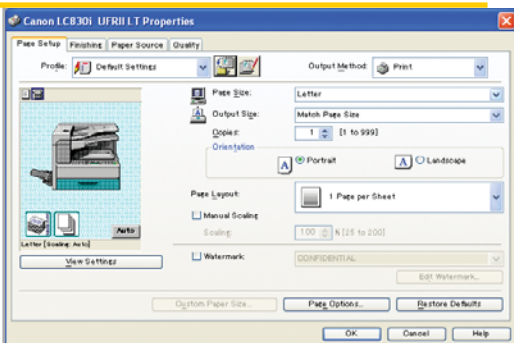 Canon LC830i UFRII LT Properties
Page Setup Finishing Paper Source Quality
Profile: Default Settings Output Method: Print
Page Size: Letter
Output Size: Match Page Size
Copies: 1 [1 to 999]
Orientation
A Portrait A Landscape
Page Layout: 1 Page per Sheet
Manual Scaling
Auto
Scaling: 100 % [25 to 200]
Letter [Scaling: Auto]
View Settings
Watermark: CONFIDENTIAL
Edit Watermark...
Custom Paper Size... Page Options... Restore Defaults
OK Cancel Help